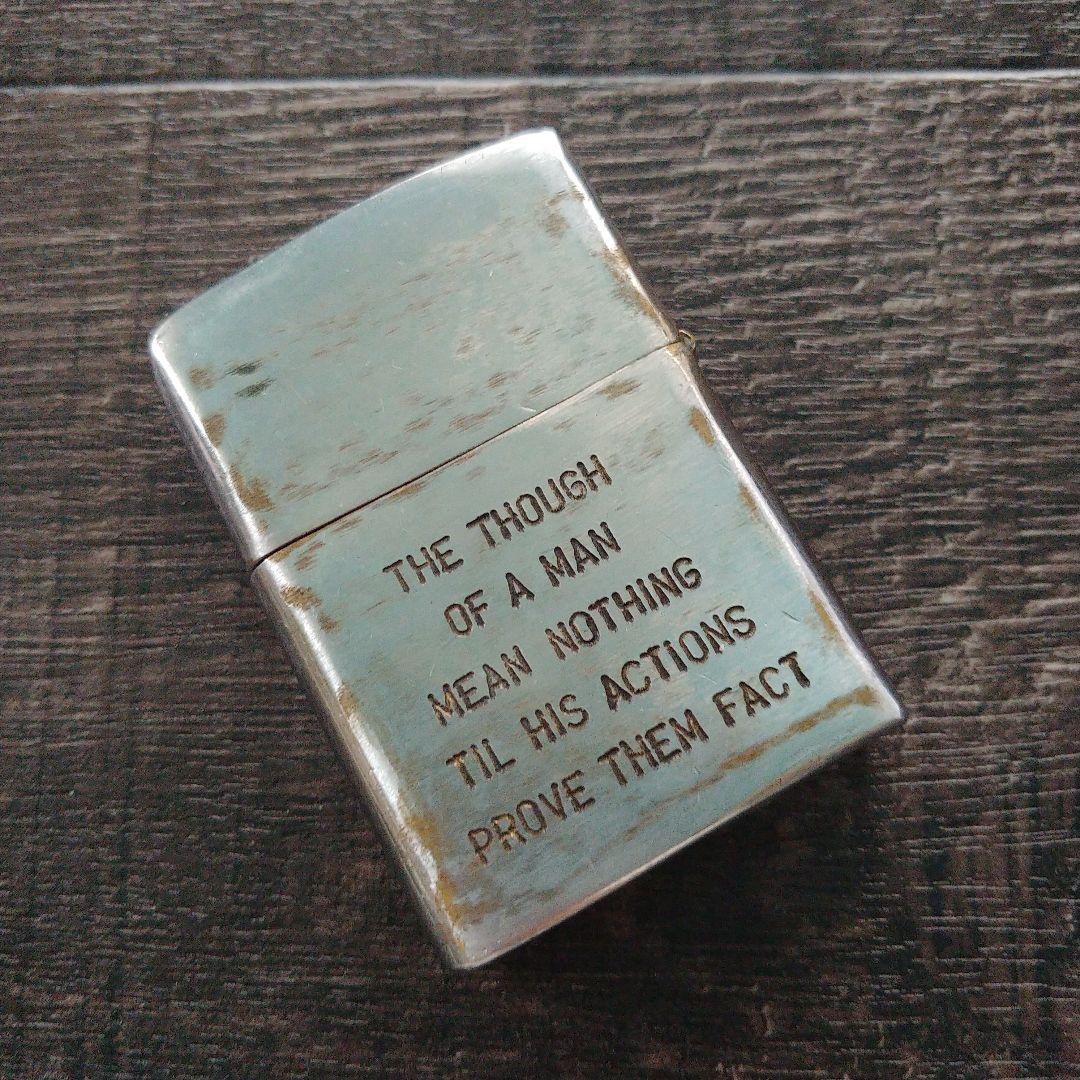 THE THOUGH
OF A MAN
MEAN NOTHING
TIL HIS ACTIONS
PROVE THEM FACT